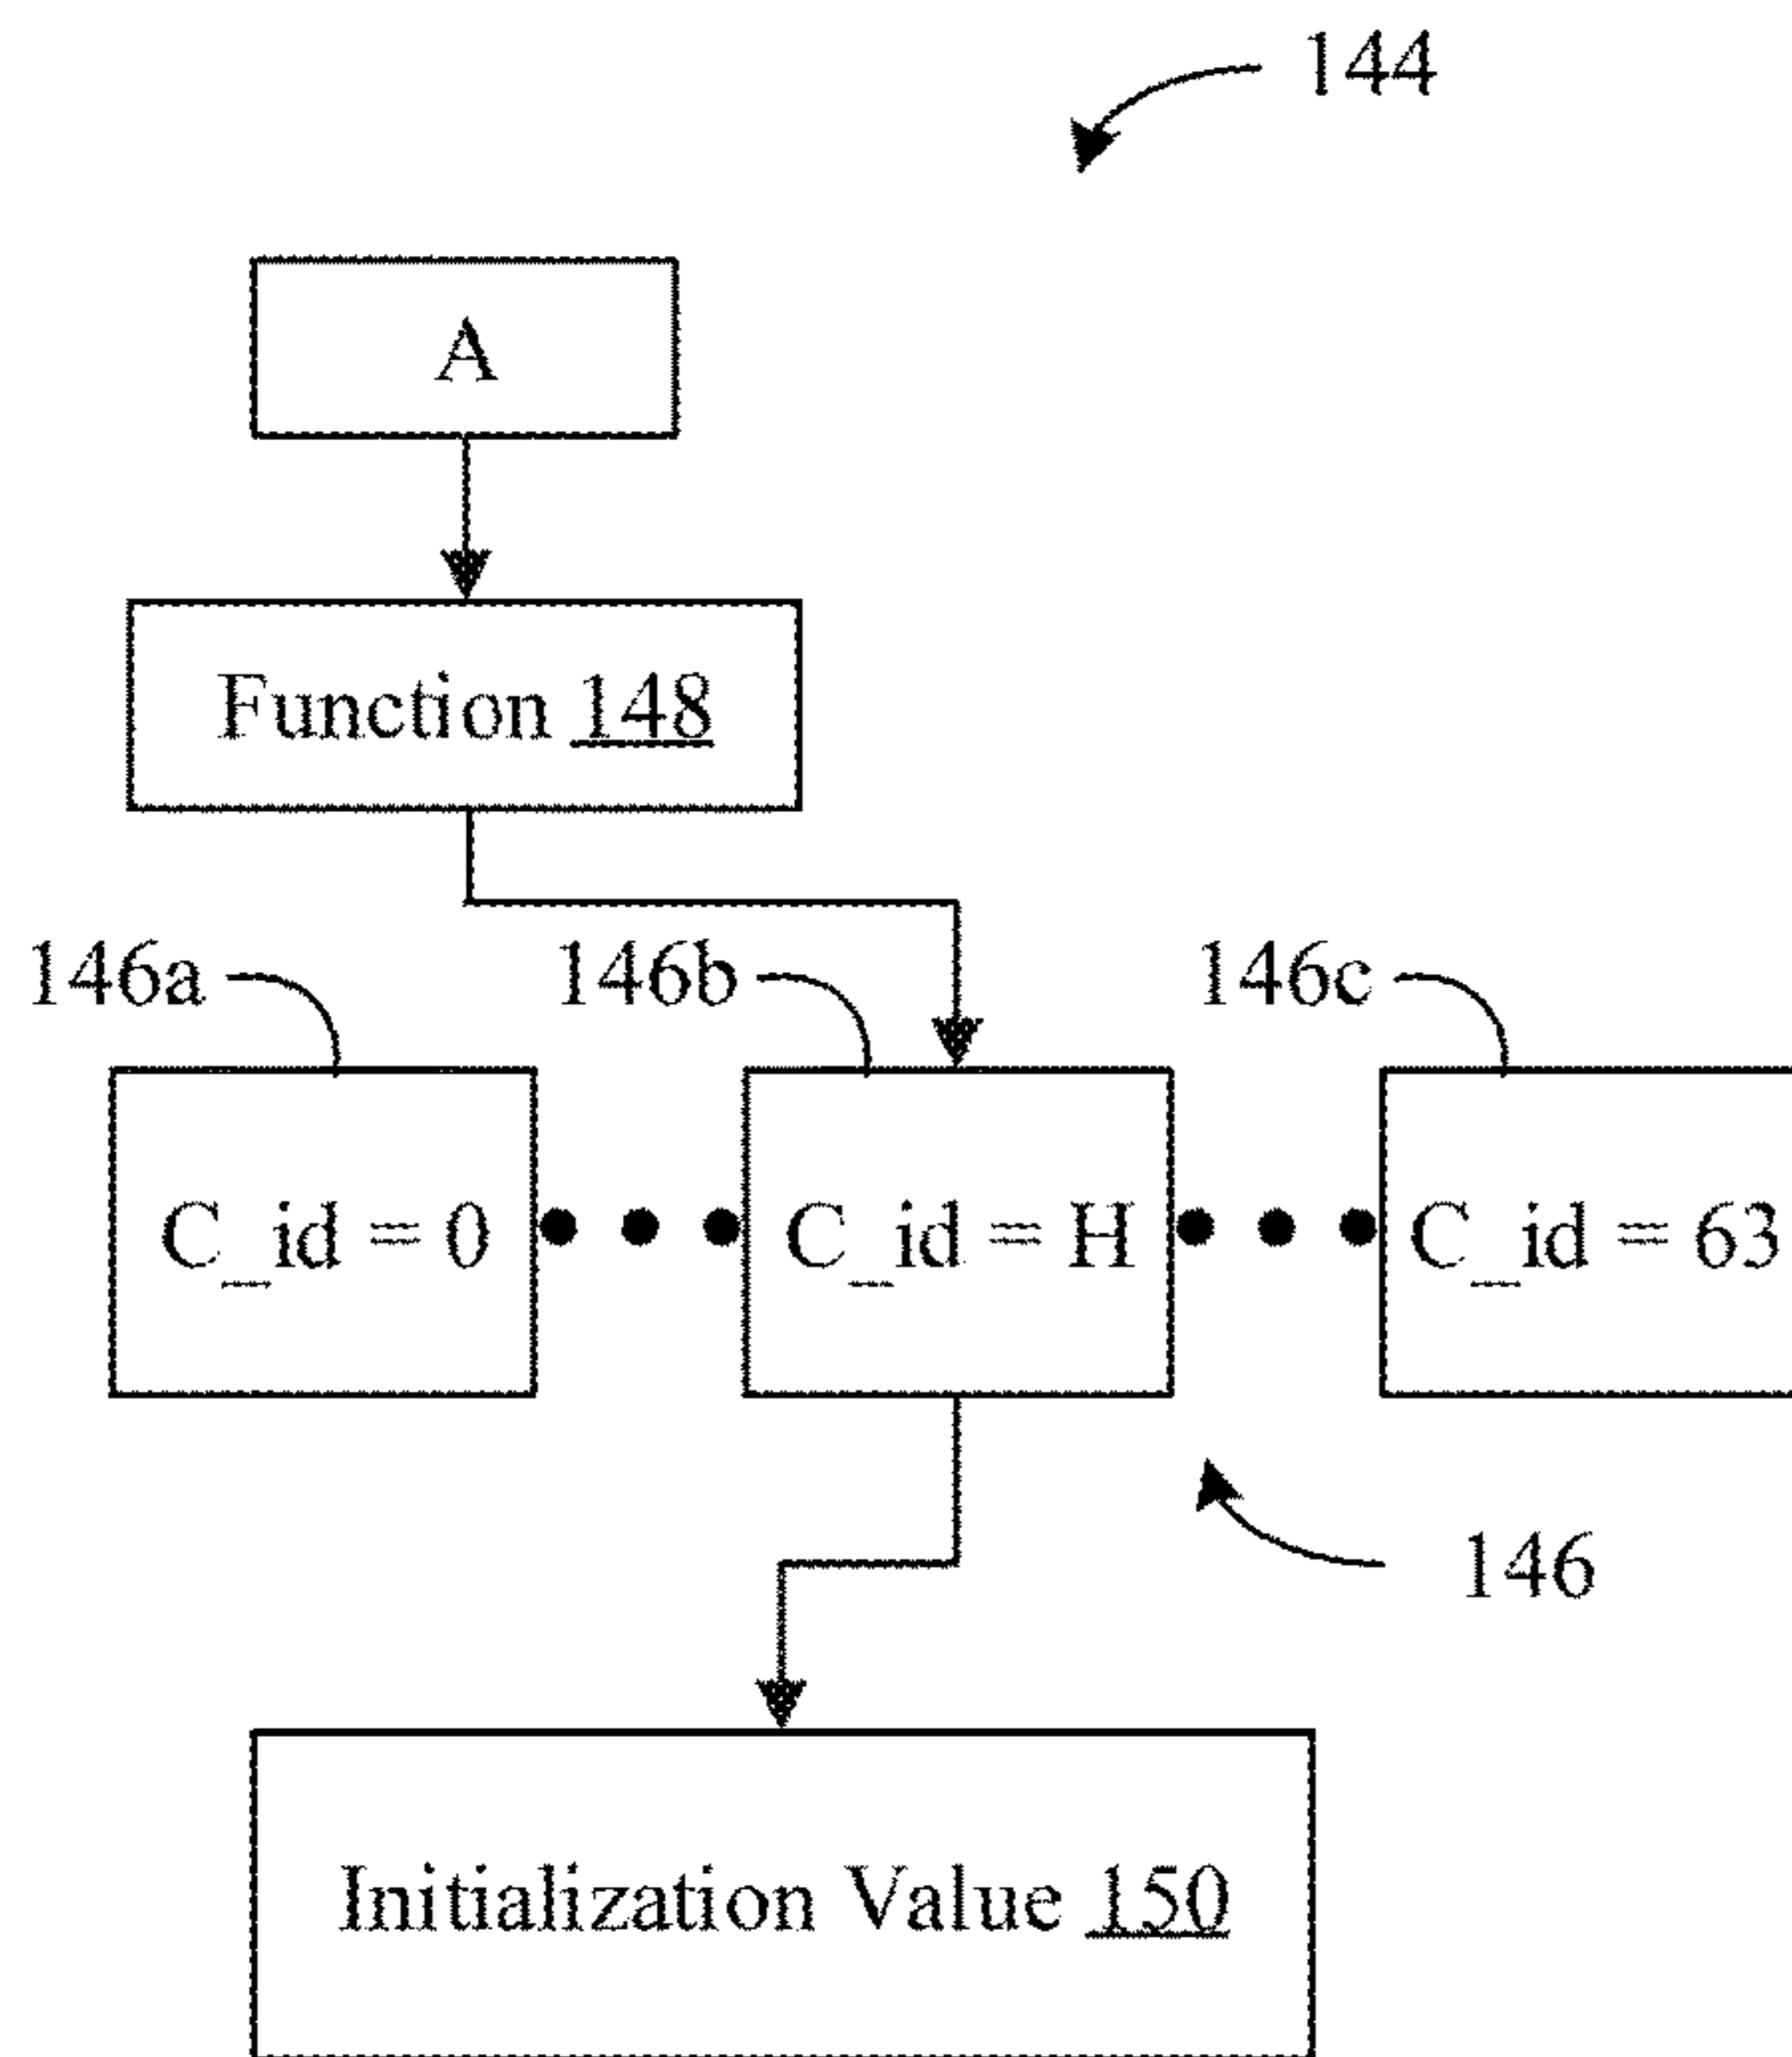 144
A
Function 148
146a
146b
146c
C_id = 0
C_id = H
C_id = 63
146
Initialization Value 150